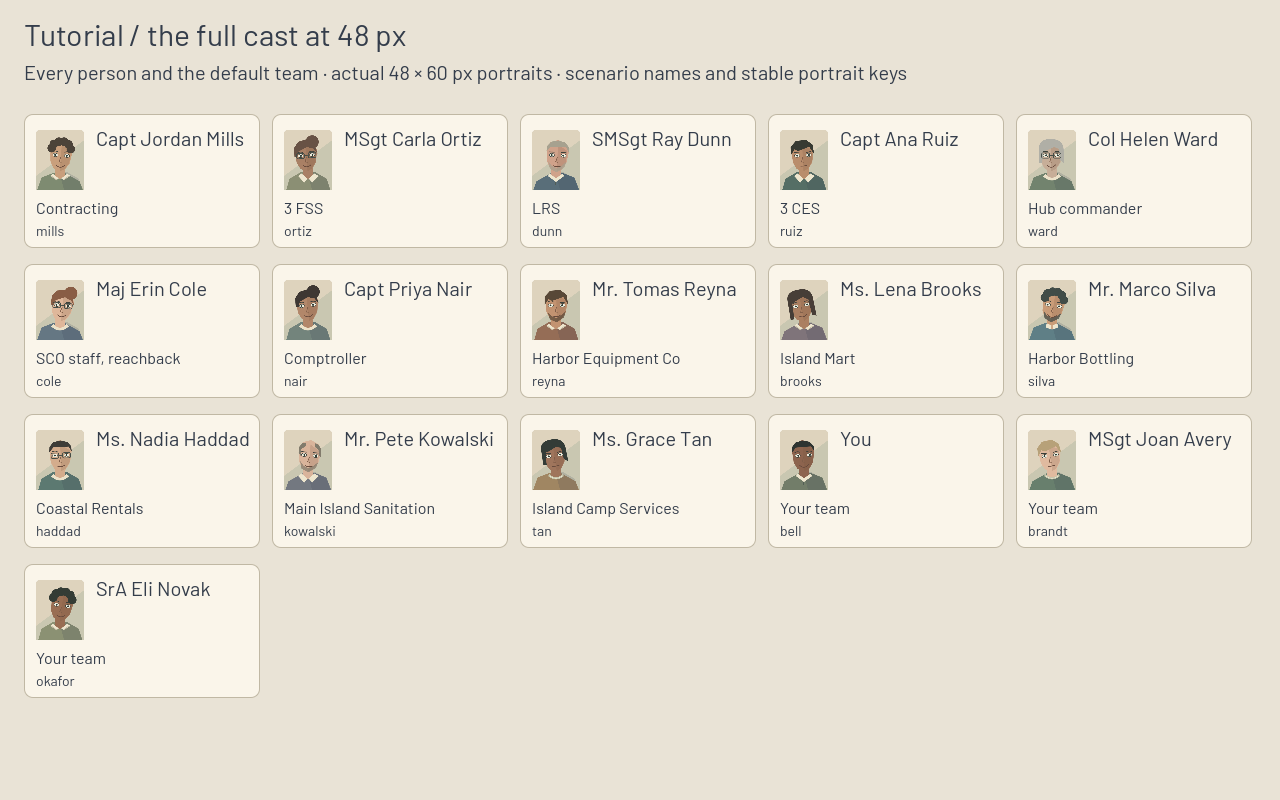 Tutorial / the full cast at 48 px
Every person and the default team · actual 48 × 60 px portraits · scenario names and stable portrait keys
Capt Jordan Mills
Contracting
mills
MSgt Carla Ortiz
3 FSS
ortiz
SMSgt Ray Dunn
LRS
dunn
Capt Ana Ruiz
3 CES
ruiz
Col Helen Ward
Hub commander
ward
Maj Erin Cole
SCO staff, reachback
cole
Capt Priya Nair
Comptroller
nair
Mr. Tomas Reyna
Harbor Equipment Co
reyna
Ms. Lena Brooks
Island Mart
brooks
Mr. Marco Silva
Harbor Bottling
silva
Ms. Nadia Haddad
Coastal Rentals
haddad
Mr. Pete Kowalski
Main Island Sanitation
kowalski
Ms. Grace Tan
Island Camp Services
tan
You
Your team
bell
MSgt Joan Avery
Your team
brandt
SrA Eli Novak
Your team
okafor